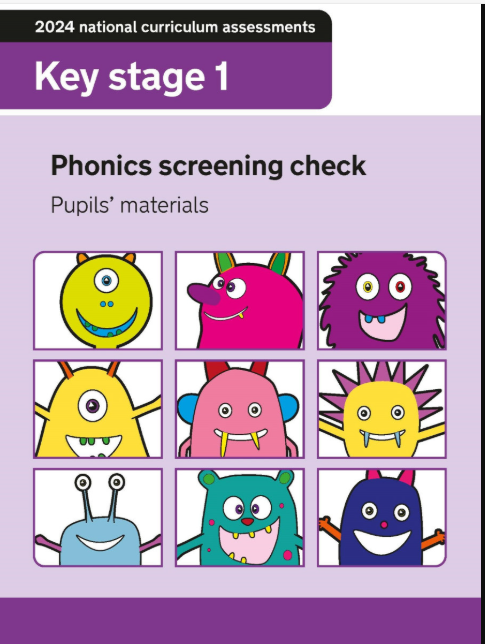 2024 national curriculum assessments
Key stage 1
Phonics screening check
Pupils’ materials